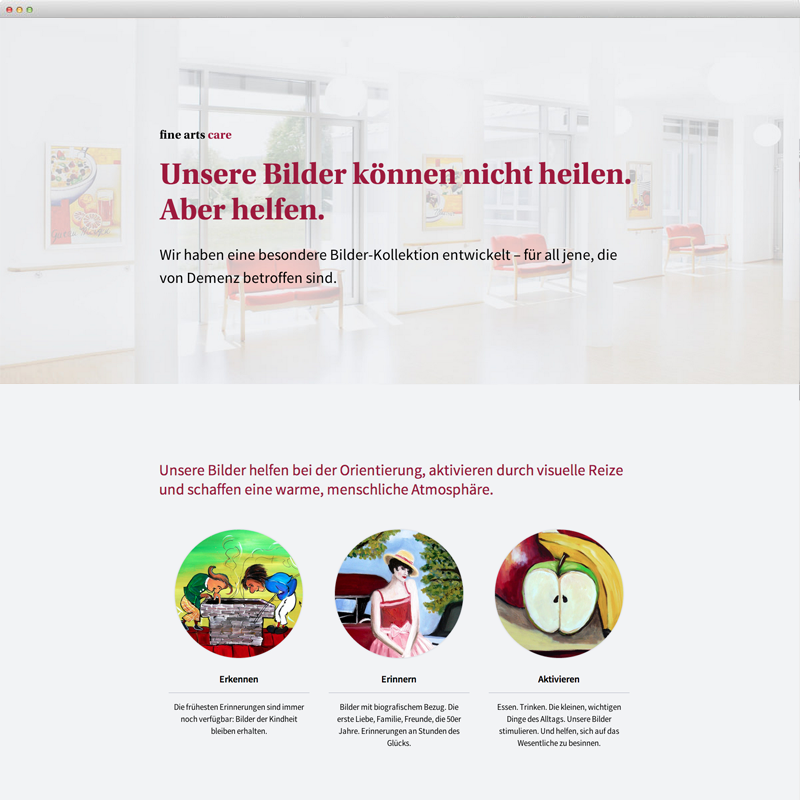 fine arts care
Unsere Bilder können nicht heilen.
Aber helfen.
Wir haben eine besondere Bilder-Kollektion entwickelt – für all jene, die
von Demenz betroffen sind.
Unsere Bilder helfen bei der Orientierung, aktivieren durch visuelle Reize
und schaffen eine warme, menschliche Atmosphäre.
Erkennen
Die frühesten Erinnerungen sind immer
noch verfügbar: Bilder der Kindheit
bleiben erhalten.
Erinnern
Bilder mit biografischem Bezug. Die
erste Liebe, Familie, Freunde, die 50er
Jahre. Erinnerungen an Stunden des
Glücks.
Aktivieren
Essen. Trinken. Die kleinen, wichtigen
Dinge des Alltags. Unsere Bilder
stimulieren. Und helfen, sich auf das
Wesentliche zu besinnen.